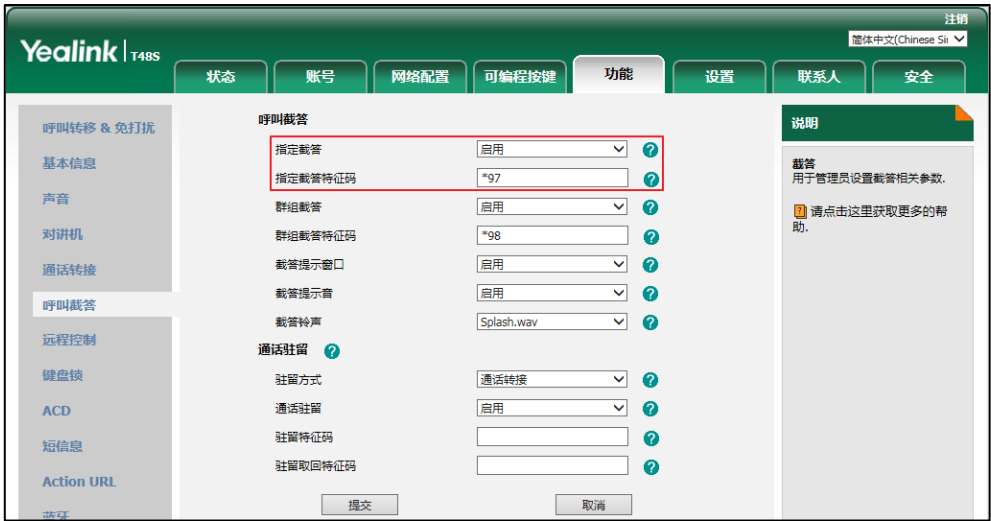 注销
Yealink T48S
简体中文(Chinese Sir
状态 账号 网络配置 可编程按键 功能 设置 联系人 安全
呼叫转移 & 免打扰
基本信息
声音
对讲机
通话转接
呼叫截答
远程控制
键盘锁
ACD
短信息
Action URL
蓝牙
呼叫截答
指定截答 启用 ?
指定截答特征码 *97 ?
群组截答 启用 ?
群组截答特征码 *98 ?
截答提示窗口 启用 ?
截答提示音 启用 ?
截答铃声 Splash.wav ?
通话驻留 ?
驻留方式 通话转接 ?
通话驻留 启用 ?
驻留特征码 ?
驻留取回特征码 ?
提交 取消
说明
截答
用于管理员设置截答相关参数.
? 请点击这里获取更多的帮
助.